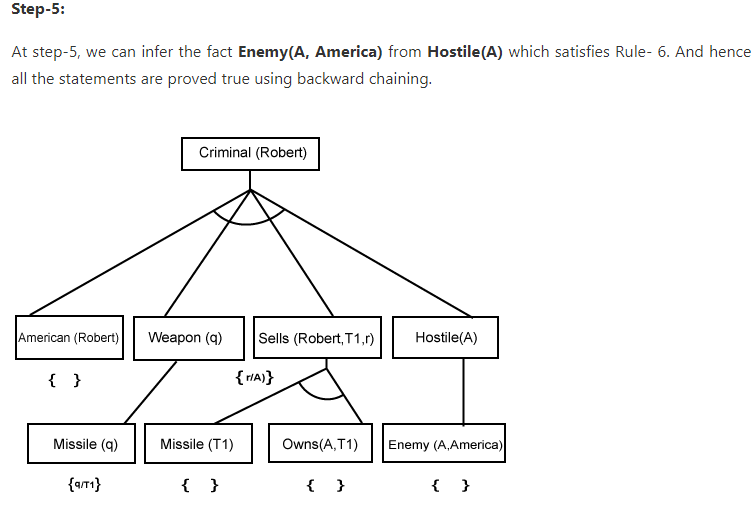 Step-5:
At step-5, we can infer the fact Enemy(A, America) from Hostile(A) which satisfies Rule- 6. And hence
all the statements are proved true using backward chaining.
Criminal (Robert)
American (Robert) Weapon (q) Sells (Robert,T1,r) Hostile(A)
{ } {r/A)}
Missile (q) Missile (T1) Owns(A,T1) Enemy (A,America)
{q/T1} { } { } { }